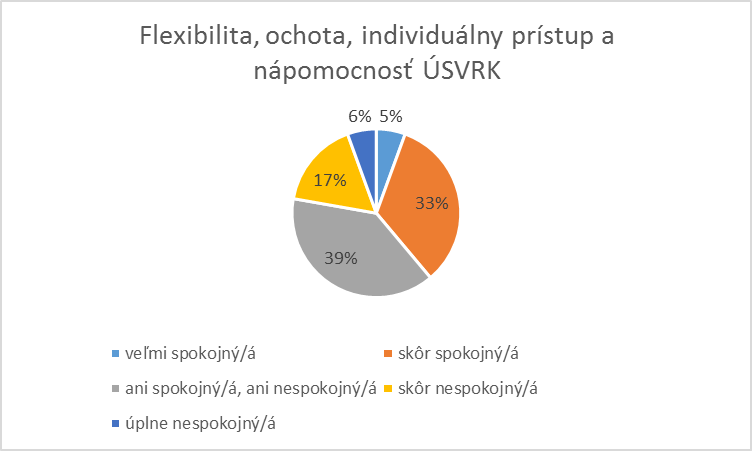 Flexibilita, ochota, individuálny prístup a
nápomocnosť ÚSVRK
6% 5%
17%
33%
39%
veľmi spokojný/á
skôr spokojný/á
ani spokojný/á, ani nespokojný/á
skôr nespokojný/á
úplne nespokojný/á